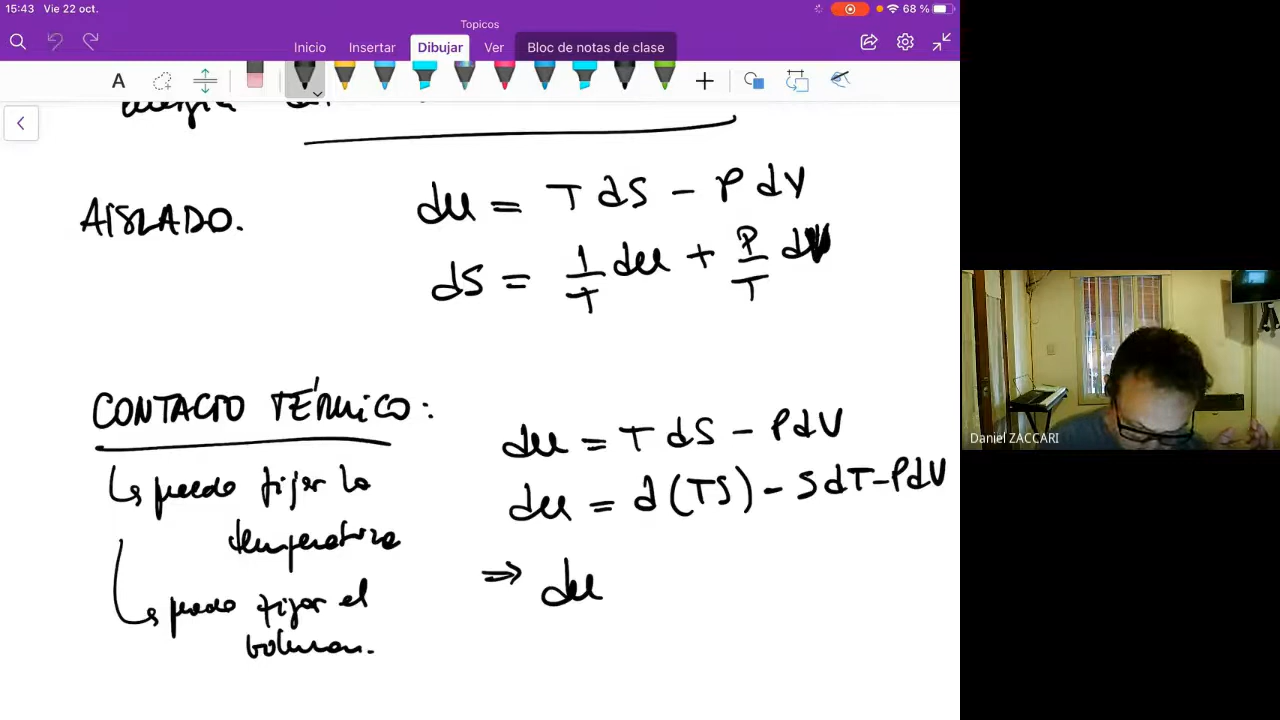 15:43 Vie 22 oct.
68 %
Topicos
Inicio Insertar Dibujar Ver Bloc de notas de clase
A
AISLADO.
du = T dS - P dV
dS = 1/T du + P/T dV
CONTACTO TÉRMICO:
du = T dS - PdV
↳ puedo fijar la
du = d(TS) - SdT - PdV
temperatura
⇒ du
↳ puedo fijar el
volumen.
Daniel ZACCARI